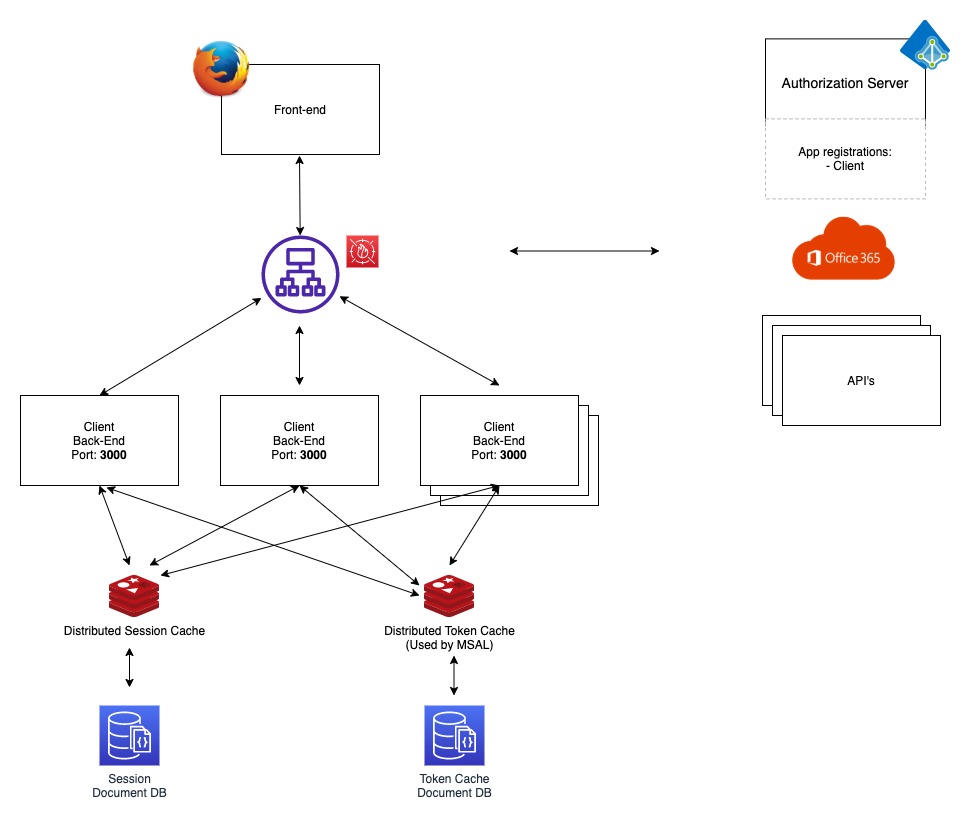 Front-end
Authorization Server
App registrations:
- Client
Office 365
API's
Client
Back-End
Port: 3000
Client
Back-End
Port: 3000
Client
Back-End
Port: 3000
Distributed Session Cache
Distributed Token Cache
(Used by MSAL)
Session
Document DB
Token Cache
Document DB